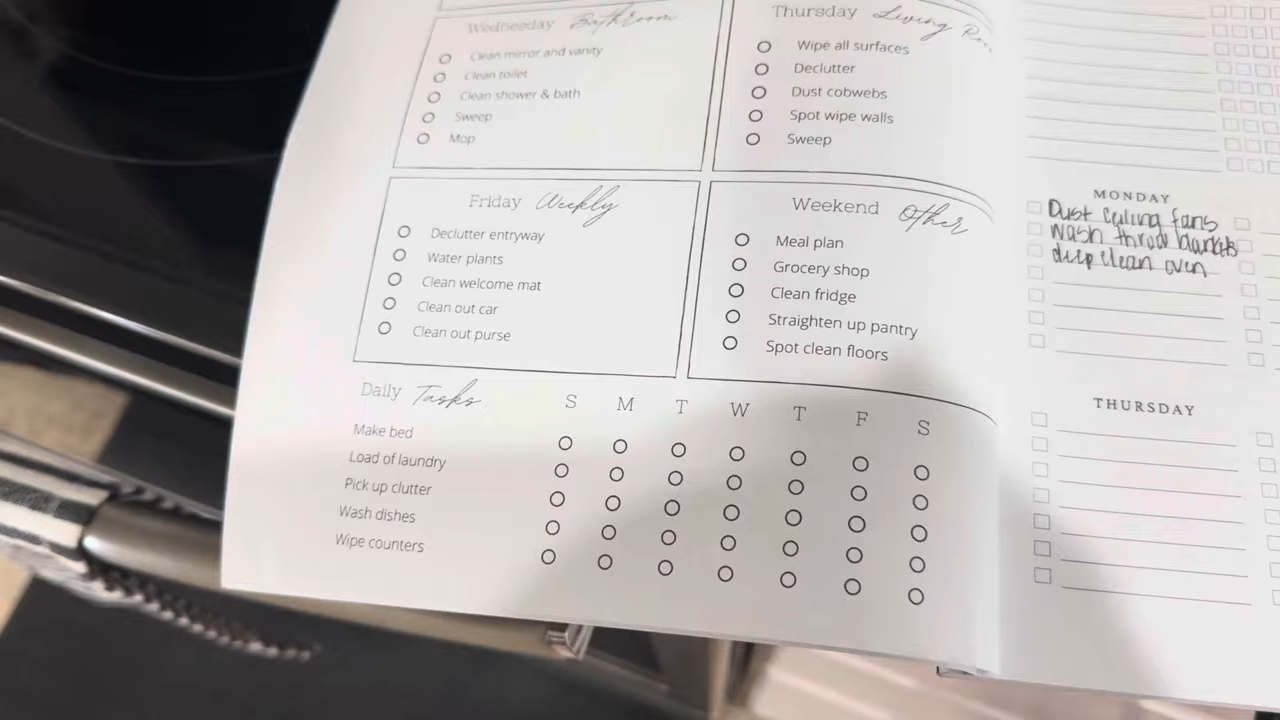 Wednesday Bathroom
Clean mirror and vanity
Clean toilet
Clean shower & bath
Sweep
Mop
Thursday Living
Wipe all surfaces
Declutter
Dust cobwebs
Spot wipe walls
Sweep
Friday Weekly
Declutter entryway
Water plants
Clean welcome mat
Clean out car
Clean out purse
Weekend Other
Meal plan
Grocery shop
Clean fridge
Straighten up pantry
Spot clean floors
Daily Tasks
S M T W T F S
Make bed
Load of laundry
Pick up clutter
Wash dishes
Wipe counters
MONDAY
Dust ceiling fans
wash throw blankets
deep clean oven
THURSDAY